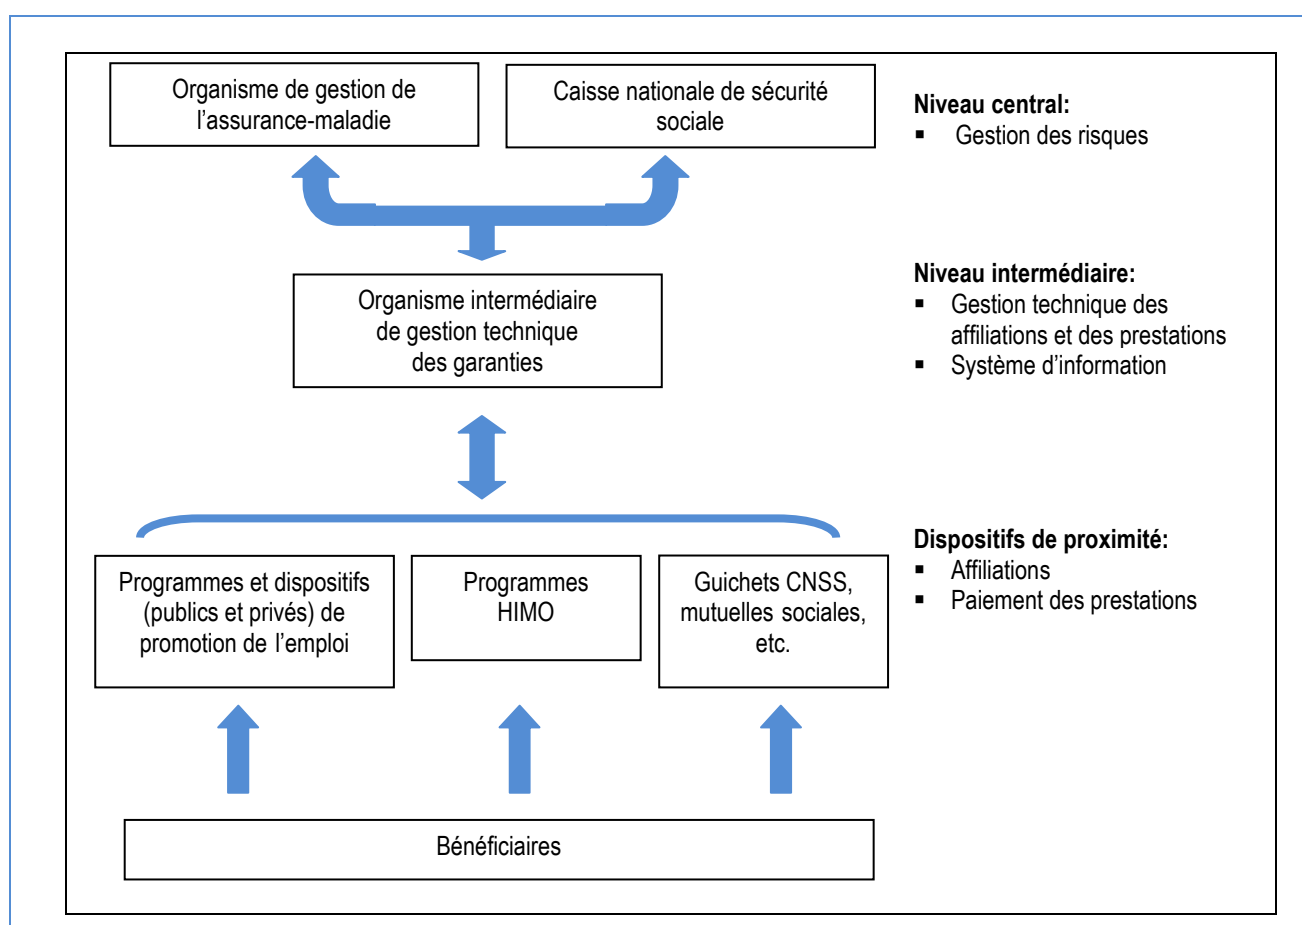 Organisme de gestion de
l’assurance-maladie
Caisse nationale de sécurité
sociale
Niveau central:
▪ Gestion des risques
Organisme intermédiaire
de gestion technique
des garanties
Niveau intermédiaire:
▪ Gestion technique des
affiliations et des prestations
▪ Système d’information
Programmes et dispositifs
(publics et privés) de
promotion de l’emploi
Programmes
HIMO
Guichets CNSS,
mutuelles sociales,
etc.
Dispositifs de proximité:
▪ Affiliations
▪ Paiement des prestations
Bénéficiaires